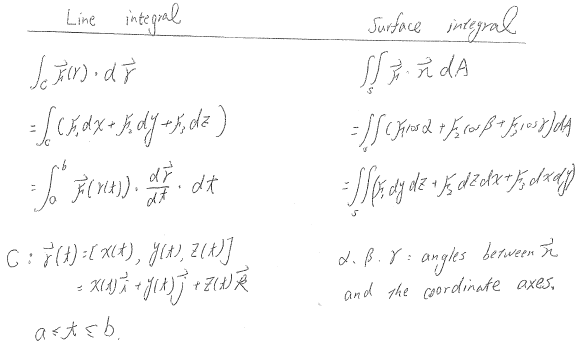 Line integral
∫_C F⃗(r) · d r⃗
= ∫_C (F₁dx + F₂dy + F₃dz)
= ∫_a^b F⃗(r(t)) · dr⃗/dt · dt
C : r⃗(t) = [x(t), y(t), z(t)]
= x(t)i⃗ + y(t)j⃗ + z(t)k⃗
a ≤ t ≤ b.
Surface integral
∬_S F⃗ · n⃗ dA
= ∬_S (F₁cosα + F₂cosβ + F₃cosγ)dA
= ∬_S (F₁dydz + F₂dzdx + F₃dxdy)
α. β. γ : angles between n⃗
and the coordinate axes.